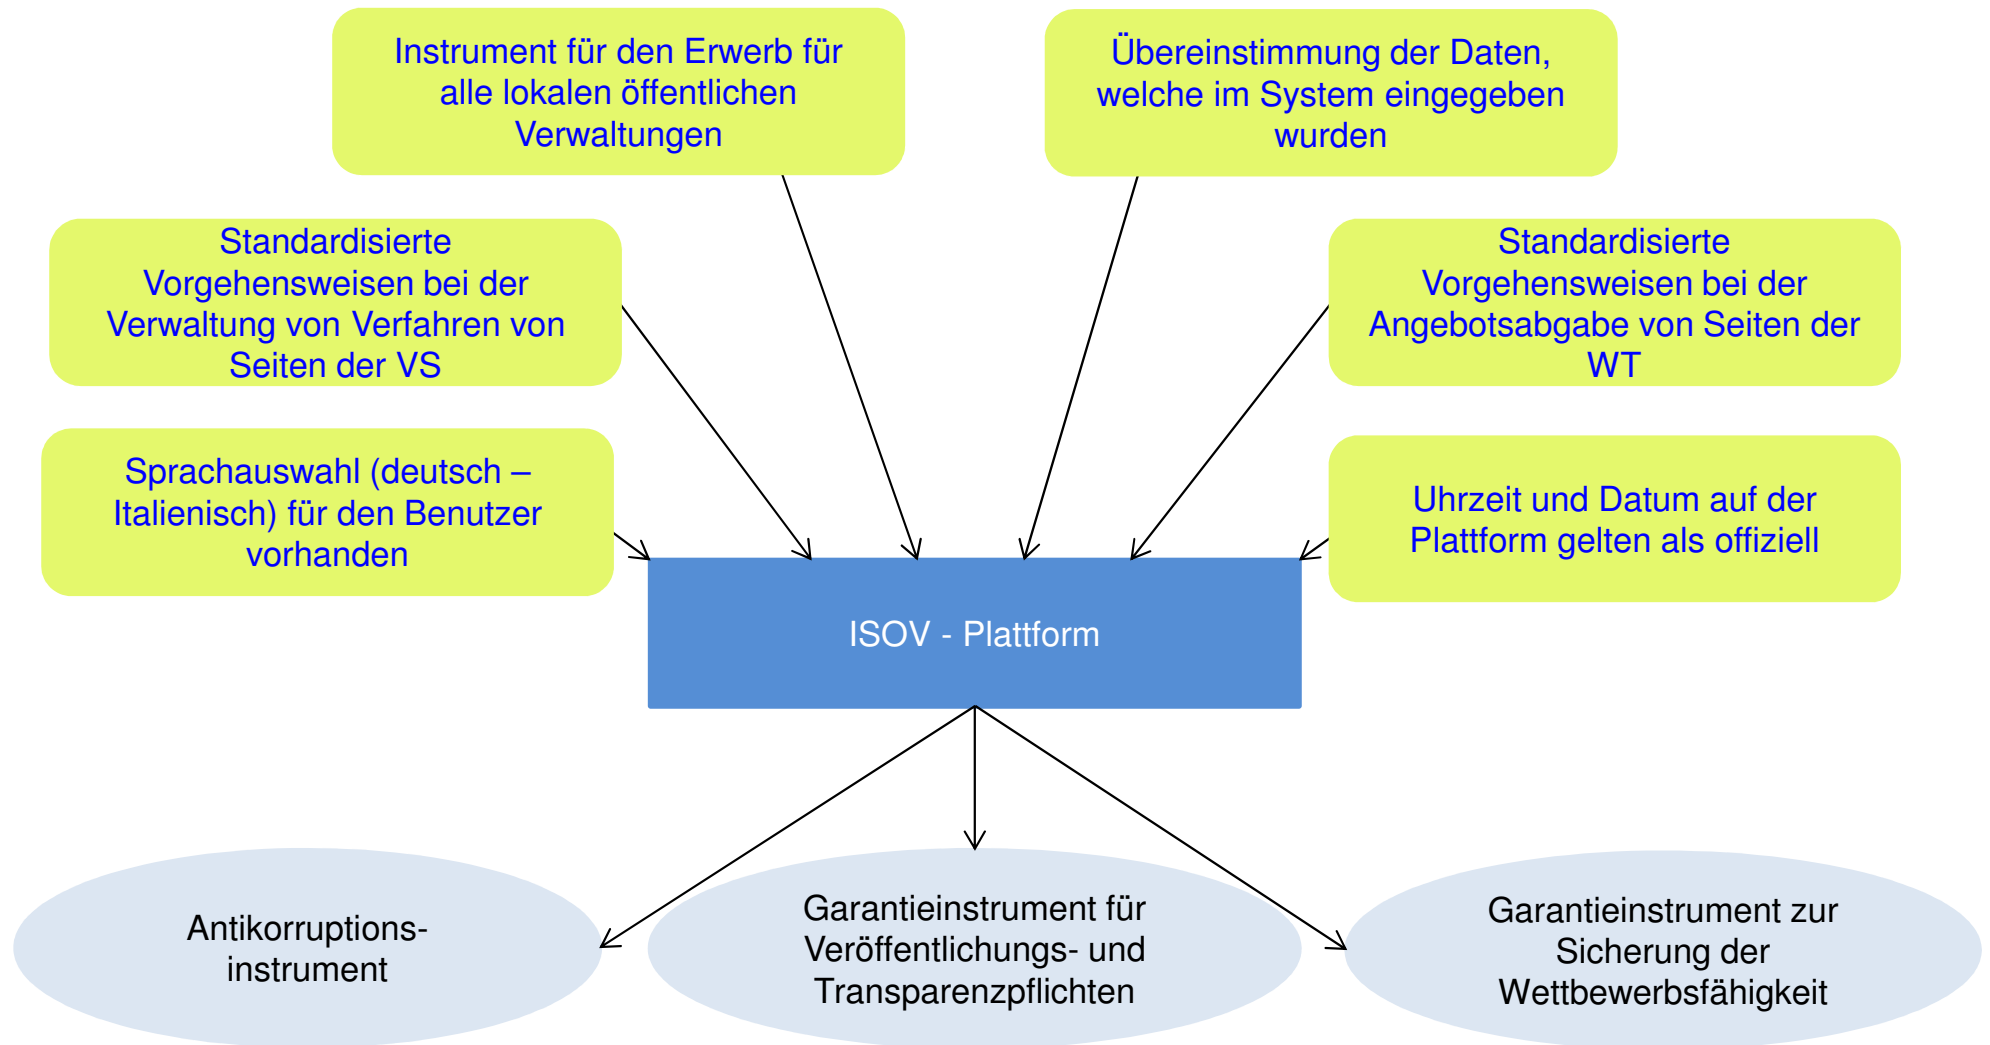 Instrument für den Erwerb für
alle lokalen öffentlichen
Verwaltungen
Übereinstimmung der Daten,
welche im System eingegeben
wurden
Standardisierte
Vorgehensweisen bei der
Verwaltung von Verfahren von
Seiten der VS
Standardisierte
Vorgehensweisen bei der
Angebotsabgabe von Seiten der
WT
Sprachauswahl (deutsch –
Italienisch) für den Benutzer
vorhanden
Uhrzeit und Datum auf der
Plattform gelten als offiziell
ISOV - Plattform
Antikorruptions-
instrument
Garantieinstrument für
Veröffentlichungs- und
Transparenzpflichten
Garantieinstrument zur
Sicherung der
Wettbewerbsfähigkeit